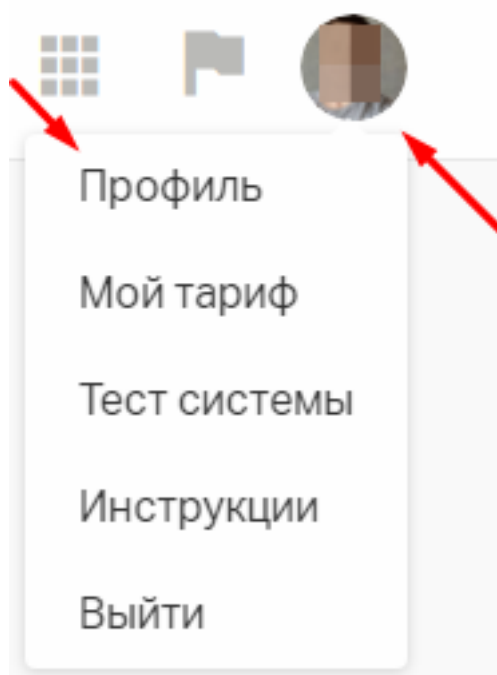 Профиль
Мой тариф
Тест системы
Инструкции
Выйти